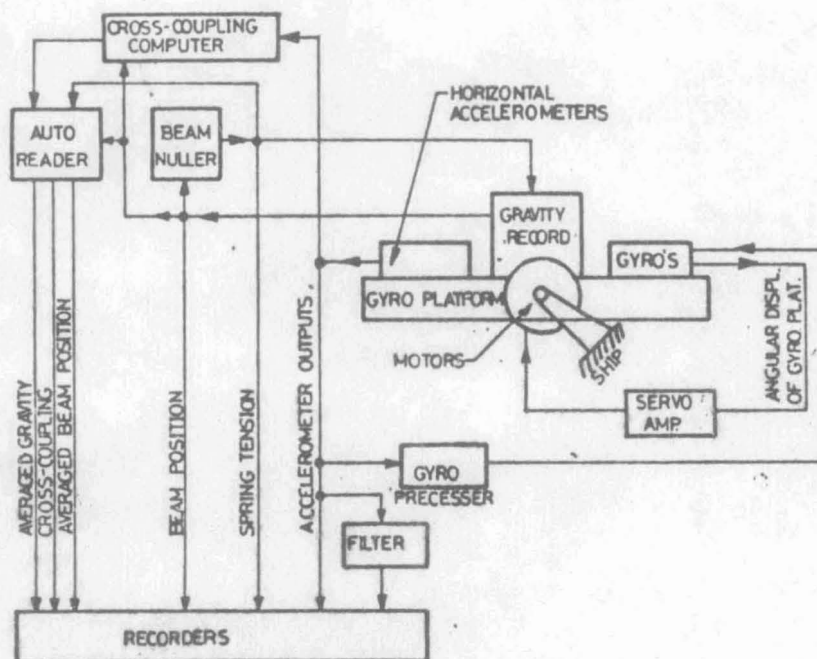 CROSS-COUPLING
COMPUTER
HORIZONTAL
ACCELEROMETERS
AUTO
READER
BEAM
NULLER
GRAVITY
RECORD
GYRO'S
GYRO PLATFORM
MOTORS
SHIP
ANGULAR DISPL.
OF GYRO PLAT.
SERVO
AMP.
GYRO
PRECESSER
FILTER
AVERAGED GRAVITY
CROSS-COUPLING
AVERAGED BEAM POSITION
BEAM POSITION
SPRING TENSION
ACCELEROMETER OUTPUTS
RECORDERS